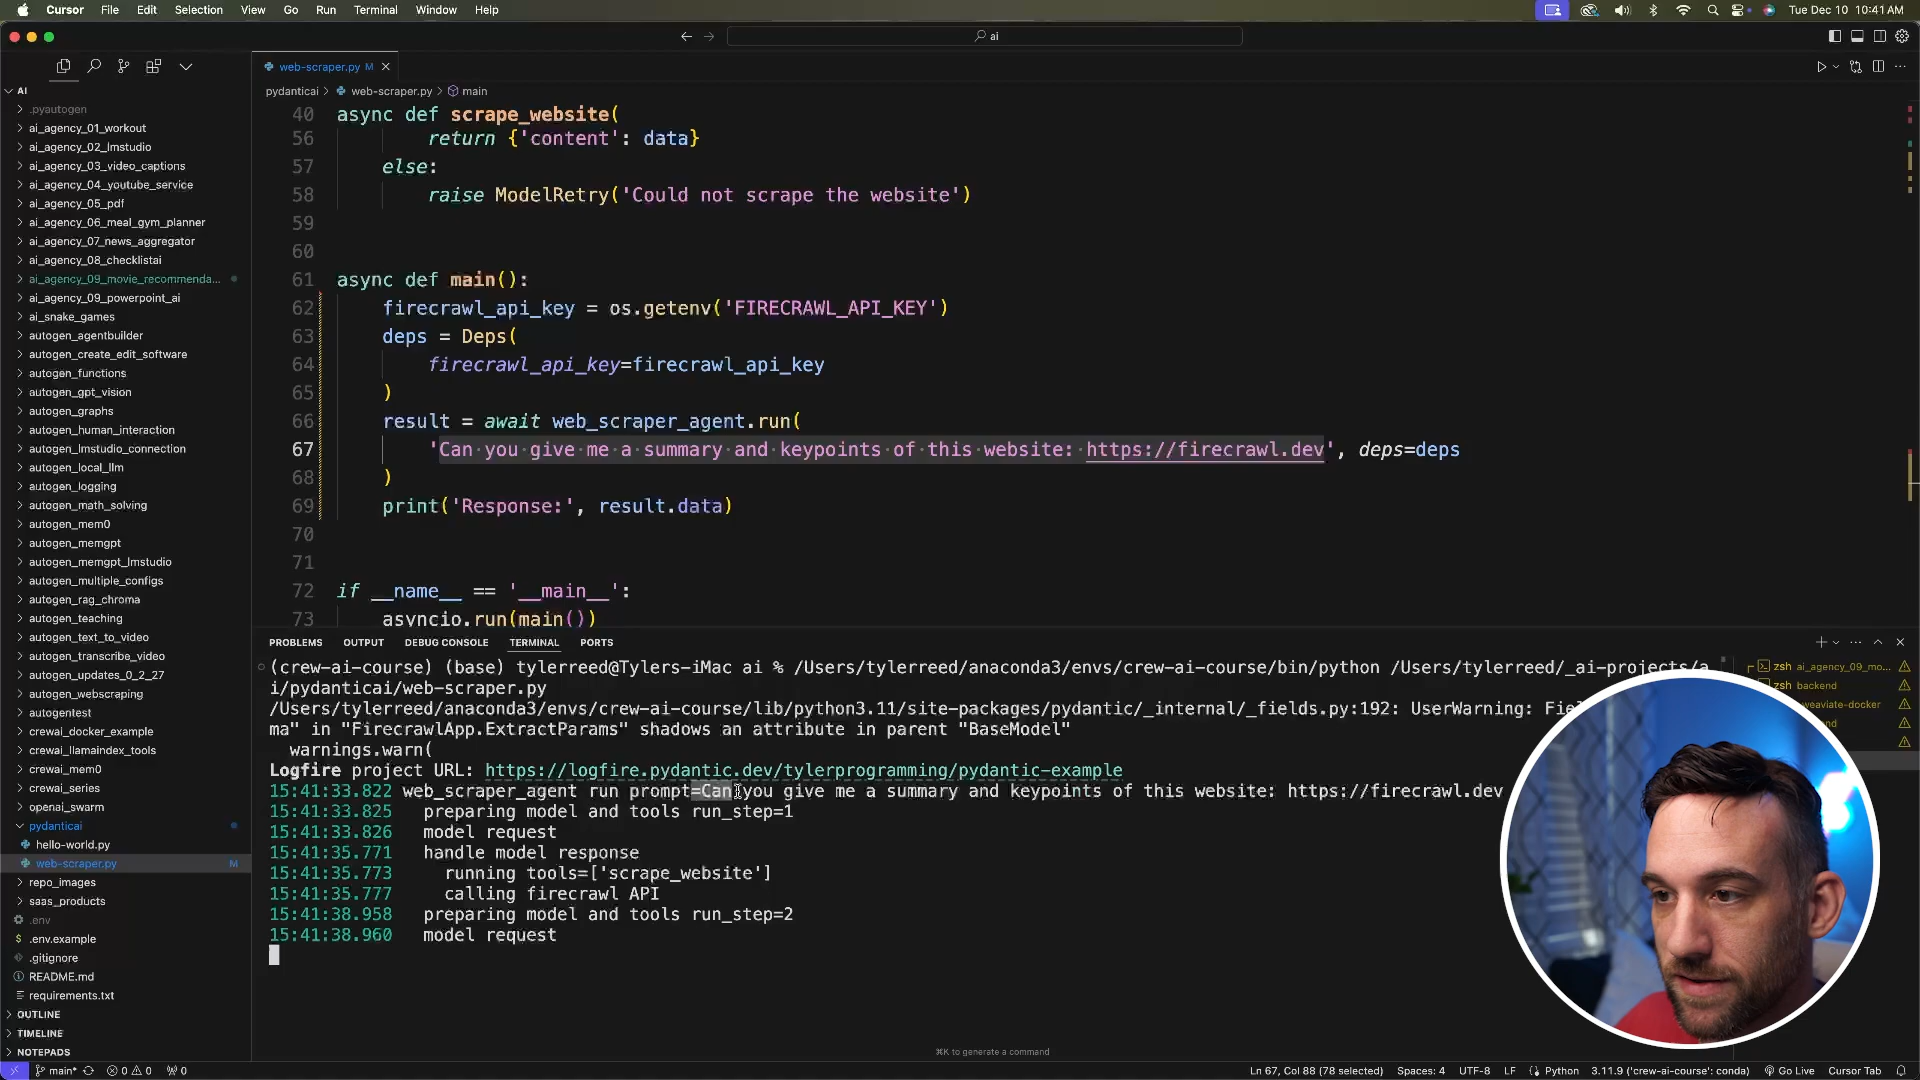 Cursor File Edit Selection View Go Run Terminal Window Help
Tue Dec 10 10:41 AM
ai
web-scraper.py M
pydanticai > web-scraper.py > main
AI
.pyautogen
ai_agency_01_workout
ai_agency_02_lmstudio
ai_agency_03_video_captions
ai_agency_04_youtube_service
ai_agency_05_pdf
ai_agency_06_meal_gym_planner
ai_agency_07_news_aggregator
ai_agency_08_checklistai
ai_agency_09_movie_recommenda...
ai_agency_09_powerpoint_ai
ai_snake_games
autogen_agentbuilder
autogen_create_edit_software
autogen_functions
autogen_gpt_vision
autogen_graphs
autogen_human_interaction
autogen_lmstudio_connection
autogen_local_llm
autogen_logging
autogen_math_solving
autogen_mem0
autogen_memgpt
autogen_memgpt_lmstudio
autogen_multiple_configs
autogen_rag_chroma
autogen_teaching
autogen_text_to_video
autogen_transcribe_video
autogen_updates_0_2_27
autogen_webscraping
autogentest
crewai_docker_example
crewai_llamaindex_tools
crewai_mem0
crewai_series
openai_swarm
pydanticai
hello-world.py
web-scraper.py M
repo_images
saas_products
.env
.env.example
.gitignore
README.md
requirements.txt
OUTLINE
TIMELINE
NOTEPADS
40 async def scrape_website(
56 return {'content': data}
57 else:
58 raise ModelRetry('Could not scrape the website')
59
60
61 async def main():
62 firecrawl_api_key = os.getenv('FIRECRAWL_API_KEY')
63 deps = Deps(
64 firecrawl_api_key=firecrawl_api_key
65 )
66 result = await web_scraper_agent.run(
67 'Can you give me a summary and keypoints of this website: https://firecrawl.dev', deps=deps
68 )
69 print('Response:', result.data)
70
71
72 if __name__ == '__main__':
73 asyncio.run(main())
PROBLEMS OUTPUT DEBUG CONSOLE TERMINAL PORTS
(crew-ai-course) (base) tylerreed@Tylers-iMac ai % /Users/tylerreed/anaconda3/envs/crew-ai-course/bin/python /Users/tylerreed/_ai-projects/a
i/pydanticai/web-scraper.py
/Users/tylerreed/anaconda3/envs/crew-ai-course/lib/python3.11/site-packages/pydantic/_internal/_fields.py:192: UserWarning: Fie
ma" in "FirecrawlApp.ExtractParams" shadows an attribute in parent "BaseModel"
warnings.warn(
Logfire project URL: https://logfire.pydantic.dev/tylerprogramming/pydantic-example
15:41:33.822 web_scraper_agent run prompt=Can you give me a summary and keypoints of this website: https://firecrawl.dev
15:41:33.825 preparing model and tools run_step=1
15:41:33.826 model request
15:41:35.771 handle model response
15:41:35.773 running tools=['scrape_website']
15:41:35.777 calling firecrawl API
15:41:38.958 preparing model and tools run_step=2
15:41:38.960 model request
zsh ai_agency_09_mo...
zsh backend
weaviate-docker
⌘K to generate a command
main* 0 0 0
Ln 67, Col 88 (78 selected) Spaces: 4 UTF-8 LF Python 3.11.9 ('crew-ai-course': conda) Go Live Cursor Tab